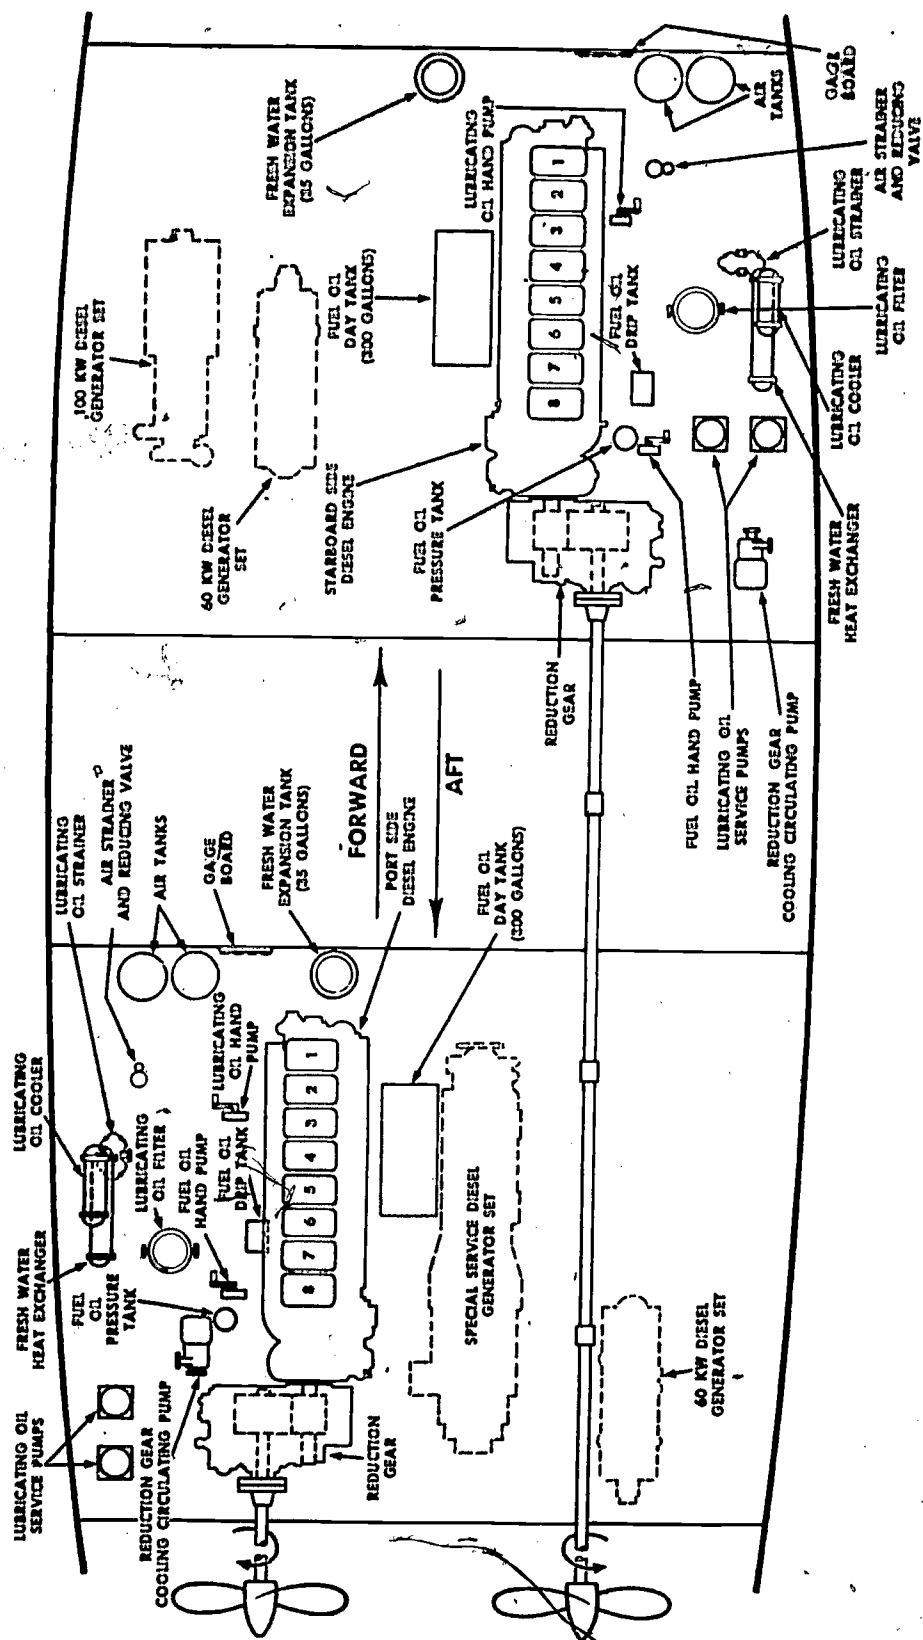 LUBRICATING OIL
SERVICE PUMPS
FRESH WATER
HEAT EXCHANGER
LUBRICATING
OIL COOLER
LUBRICATING
OIL STRAINER
AIR STRAINER
AND REDUCING VALVE
AIR TANKS
GAGE
BOARD
FRESH WATER
EXPANSION TANK
(35 GALLONS)
FORWARD
AFT
PORT SIDE
DIESEL ENGINE
FUEL OIL
DAY TANK
(300 GALLONS)
FUEL
OIL
PRESSURE
TANK
LUBRICATING
OIL FILTER
FUEL OIL
HAND PUMP
FUEL OIL
DRIP TANK
LUBRICATING
OIL HAND
PUMP
REDUCTION GEAR
COOLING CIRCULATING PUMP
8 7 6 5 4 3 2 1
REDUCTION
GEAR
SPECIAL SERVICE DIESEL
GENERATOR SET
60 KW DIESEL
GENERATOR SET
100 KW DIESEL
GENERATOR SET
60 KW DIESEL
GENERATOR
SET
FRESH WATER
EXPANSION TANK
(35 GALLONS)
FUEL OIL
DAY TANK
(300 GALLONS)
STARBOARD SIDE
DIESEL ENGINE
FUEL OIL
PRESSURE TANK
LUBRICATING
OIL HAND PUMP
8 7 6 5 4 3 2 1
FUEL OIL
DRIP TANK
REDUCTION
GEAR
FUEL OIL HAND PUMP
LUBRICATING OIL
SERVICE PUMPS
REDUCTION GEAR
COOLING CIRCULATING PUMP
FRESH WATER
HEAT EXCHANGER
LUBRICATING
OIL COOLER
LUBRICATING
OIL FILTER
LUBRICATING
OIL STRAINER
AIR STRAINER
AND REDUCING
VALVE
AIR
TANKS
GAGE
BOARD